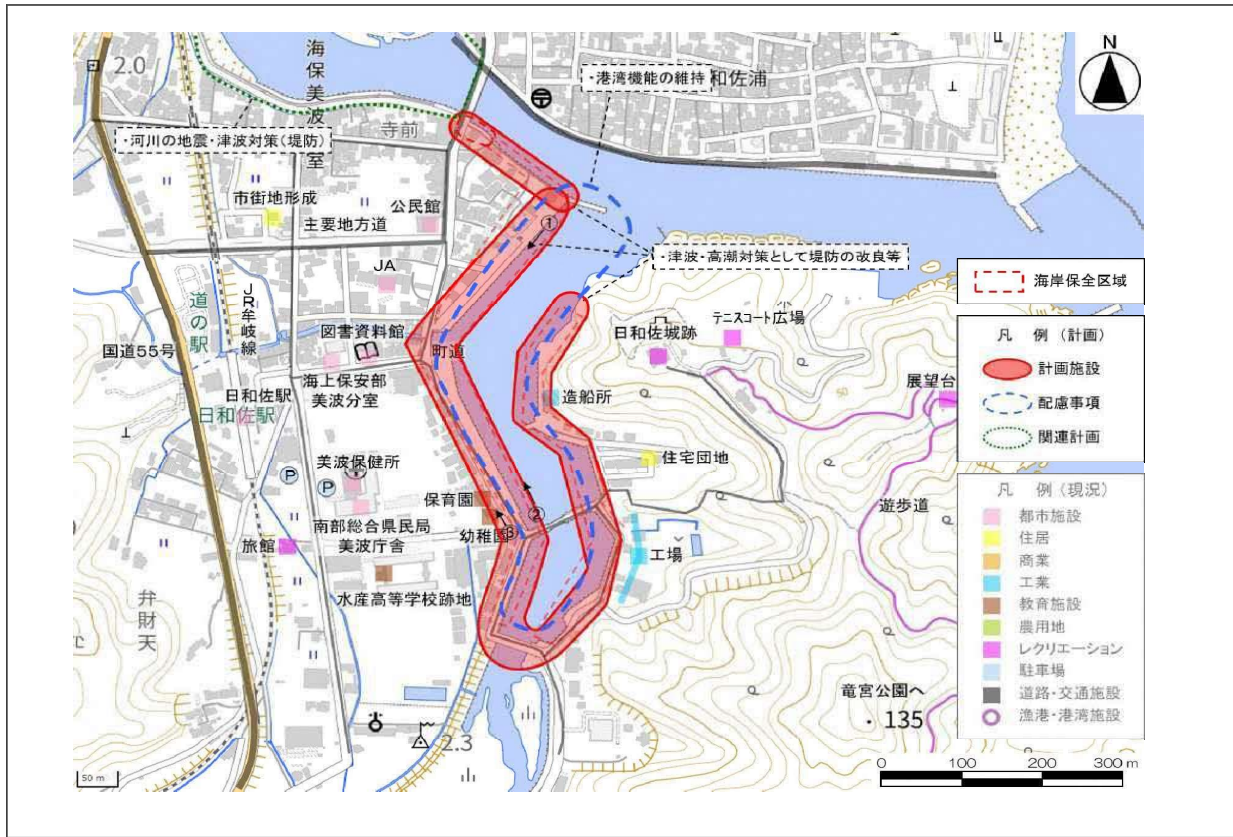 2.0
海保美波
室
寺前
・港湾機能の維持
和佐浦
N
・河川の地震・津波対策(堤防)
市街地形成
公民館
主要地方道
①
・津波・高潮対策として堤防の改良等
JA
JR牟岐線
道の駅
国道55号
図書資料館
町道
海上保安部
美波分室
日和佐駅
日和佐駅
日和佐城跡
テニスコート広場
展望台
造船所
住宅団地
美波保健所
P
P
保育園
②
③
幼稚園
南部総合県民局
美波庁舎
旅館
工場
遊歩道
水産高等学校跡地
弁財天
竜宮公園へ
・135
2.3
50 m
0 100 200 300 m
海岸保全区域
凡 例 (計画)
計画施設
配慮事項
関連計画
凡 例 (現況)
都市施設
住居
商業
工業
教育施設
農用地
レクリエーション
駐車場
道路・交通施設
漁港・港湾施設